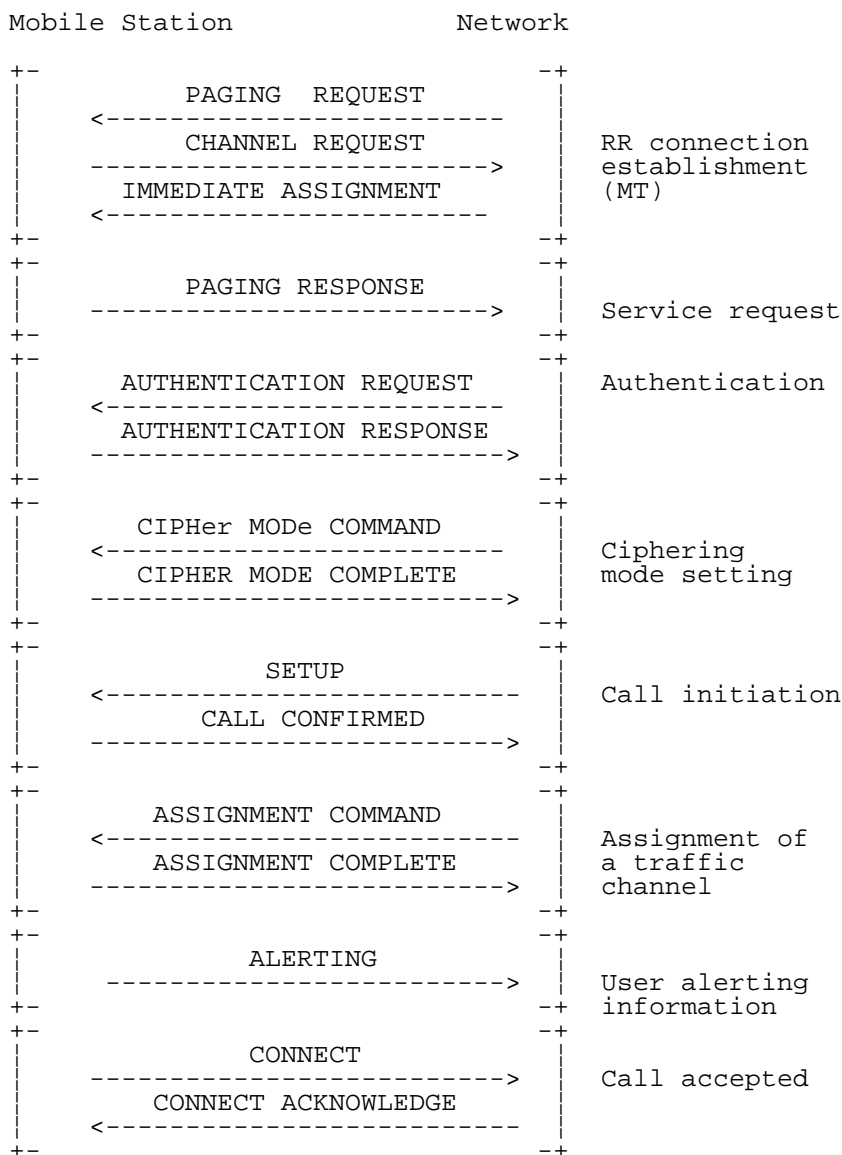 Mobile Station Network
PAGING REQUEST
CHANNEL REQUEST RR connection
establishment
IMMEDIATE ASSIGNMENT (MT)
PAGING RESPONSE
Service request
AUTHENTICATION REQUEST Authentication
AUTHENTICATION RESPONSE
CIPHer MODe COMMAND
Ciphering
CIPHER MODE COMPLETE mode setting
SETUP
Call initiation
CALL CONFIRMED
ASSIGNMENT COMMAND
Assignment of
ASSIGNMENT COMPLETE a traffic
channel
ALERTING
User alerting
information
CONNECT
Call accepted
CONNECT ACKNOWLEDGE